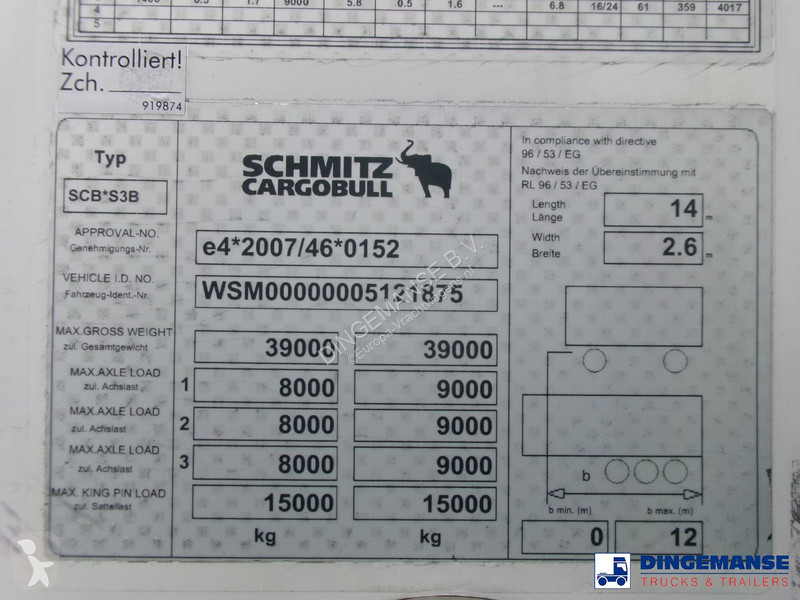 4 1400 0.5 1.7 9000 5.8 0.5 1.6 --- 6.8 16/24 61 359 4017
5
Kontrolliert!
Zch.
919874
Typ
SCB*S3B
SCHMITZ
CARGOBULL
In compliance with directive
96 / 53 / EG
Nachweis der Übereinstimmung mit
RL 96 / 53 / EG
Length
Länge
14 m
Width
Breite
2.6 m
APPROVAL-NO.
Genehmigungs-Nr.
e4*2007/46*0152
VEHICLE I.D. NO.
Fahrzeug-Ident.-Nr.
WSM00000005121875
MAX.GROSS WEIGHT
zul. Gesamtgewicht
39000 39000
MAX.AXLE LOAD
zul. Achslast
1 8000 9000
MAX.AXLE LOAD
zul. Achslast
2 8000 9000
MAX.AXLE LOAD
zul. Achslast
3 8000 9000
MAX. KING PIN LOAD
zul. Sattellast
15000 15000
kg kg
b
b min. (m) b max. (m)
0 12
DINGEMANSE B.V.
DINGEMANSE
TRUCKS & TRAILERS